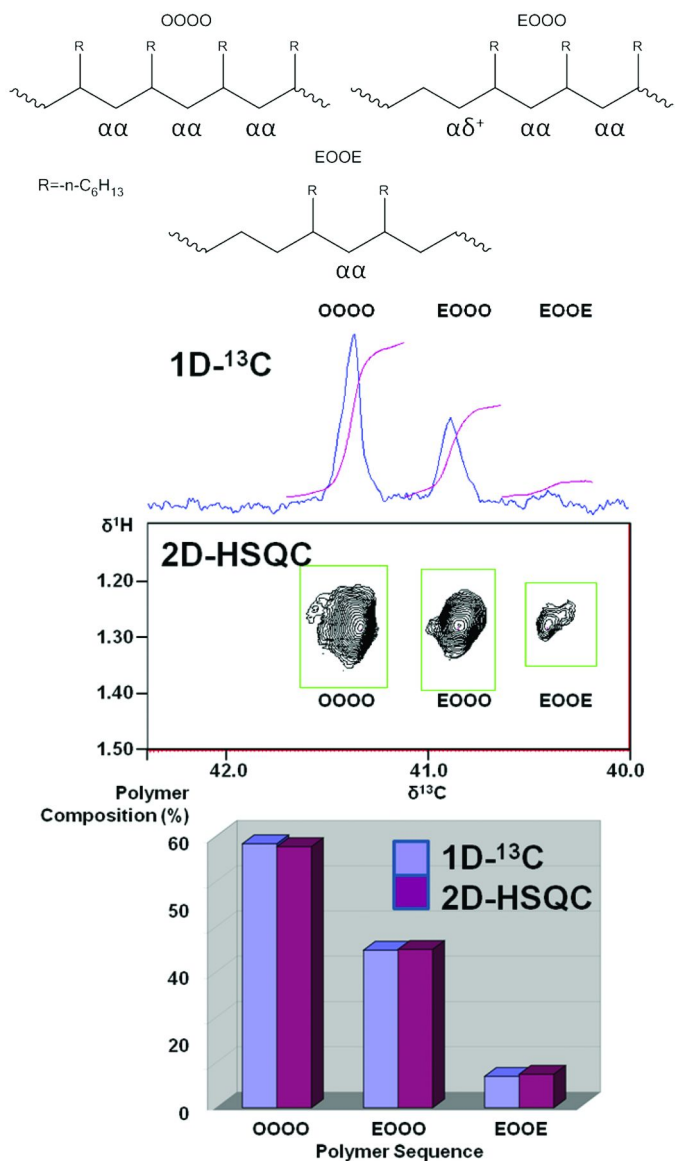 OOOO
EOOO
R R R R
R R R
αα αα αα
αδ⁺ αα αα
EOOE
R=-n-C₆H₁₃
R R
αα
OOOO EOOO EOOE
1D-¹³C
δ¹H
2D-HSQC
1.20
1.30
1.40
OOOO EOOO EOOE
1.50
42.0 41.0 40.0
δ¹³C
Polymer
Composition (%)
60
1D-¹³C
2D-HSQC
50
40
20
0
OOOO EOOO EOOE
Polymer Sequence